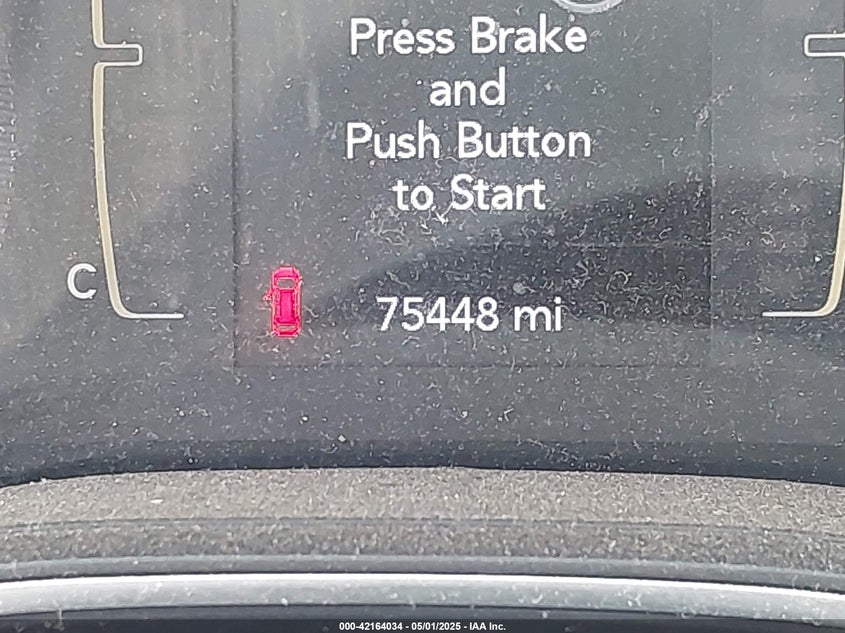 Press Brake
and
Push Button
to Start
C
75448 mi
000-42164034 - 05/01/2025 - IAA Inc.